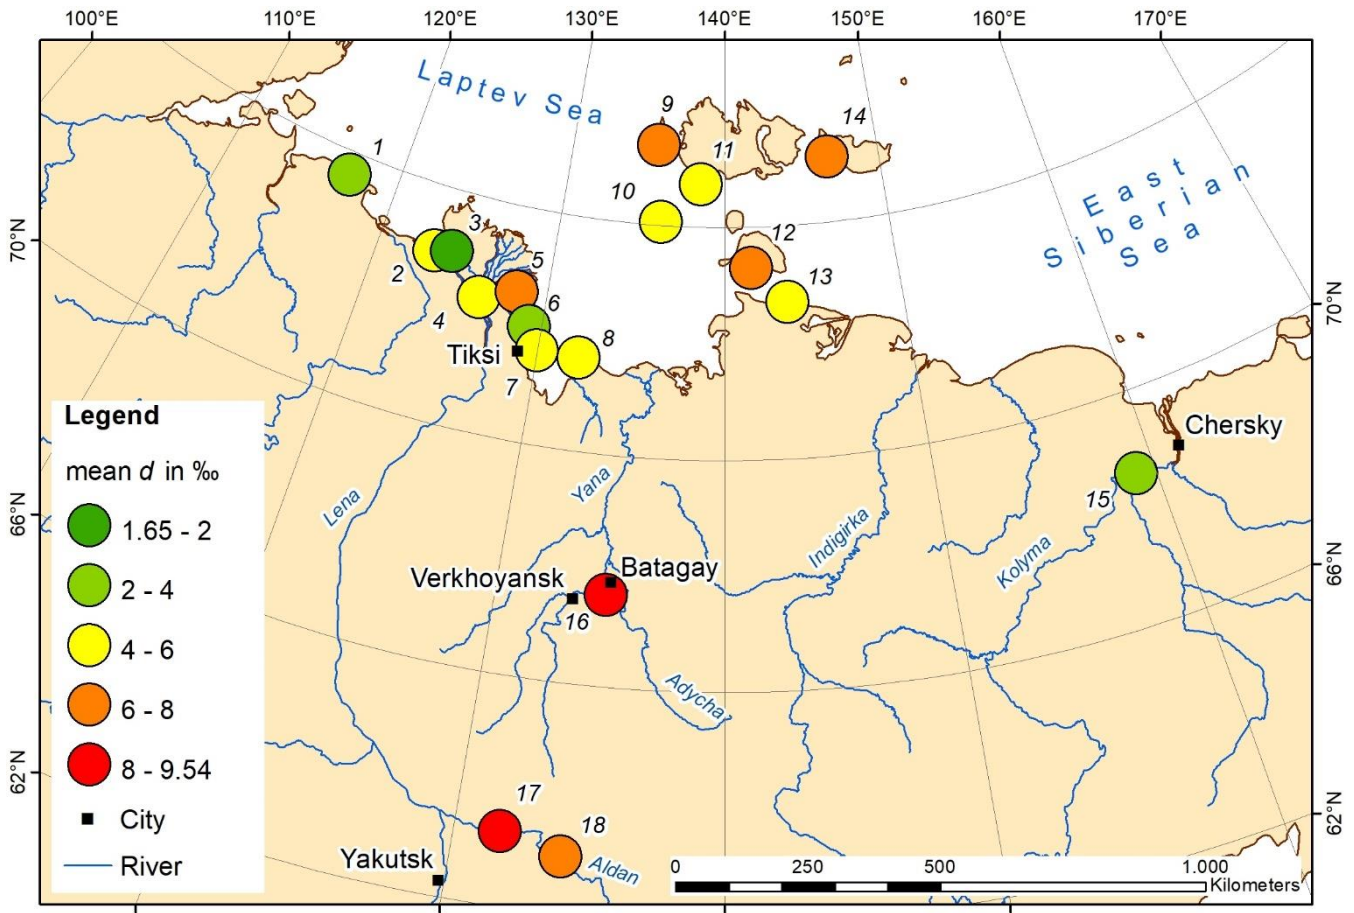 100°E 110°E 120°E 130°E 140°E 150°E 160°E 170°E
Laptev Sea
9
14
1
11
10
East
Siberian
Sea
3
12
70°N
2
5
13
70°N
4
6
8
Tiksi
7
Legend
mean d in ‰
1.65 - 2
2 - 4
4 - 6
6 - 8
8 - 9.54
City
River
Chersky
15
Lena
Yana
Indigirka
Kolyma
66°N
66°N
Verkhoyansk
Batagay
16
Adycha
62°N
62°N
17
18
Yakutsk
Aldan
0 250 500 1.000
Kilometers